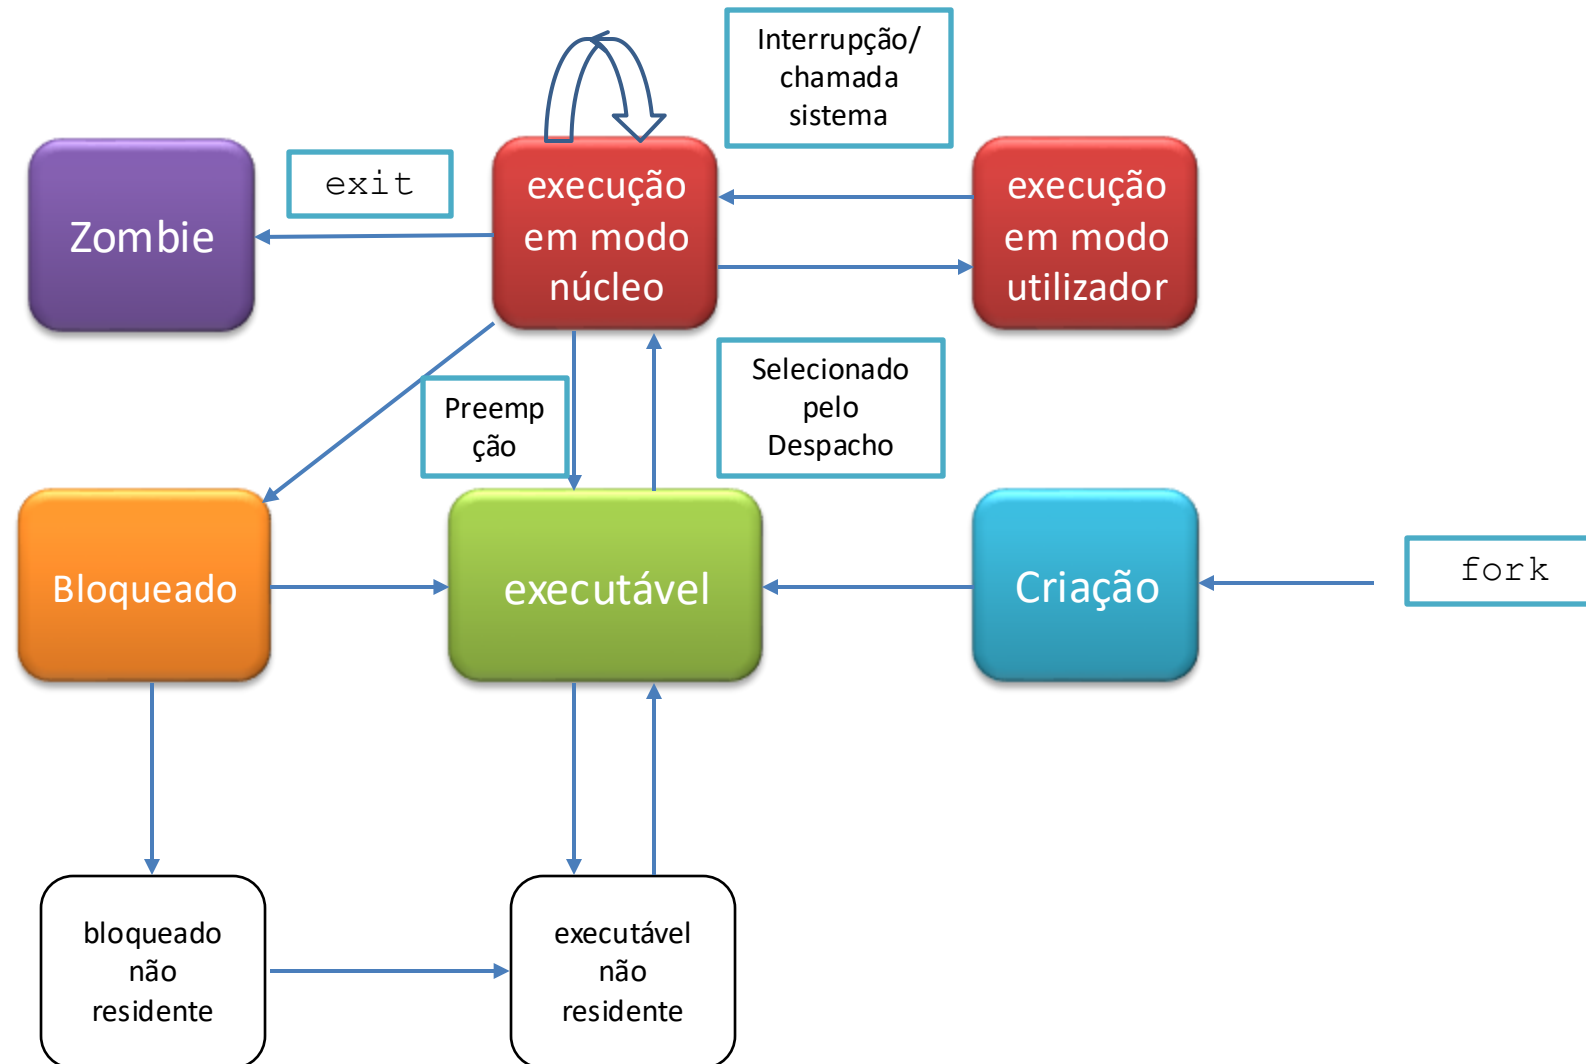 Interrupção/
chamada
sistema
Zombie
exit
execução
em modo
núcleo
execução
em modo
utilizador
Preemp
ção
Selecionado
pelo
Despacho
Bloqueado
executável
Criação
fork
bloqueado
não
residente
executável
não
residente